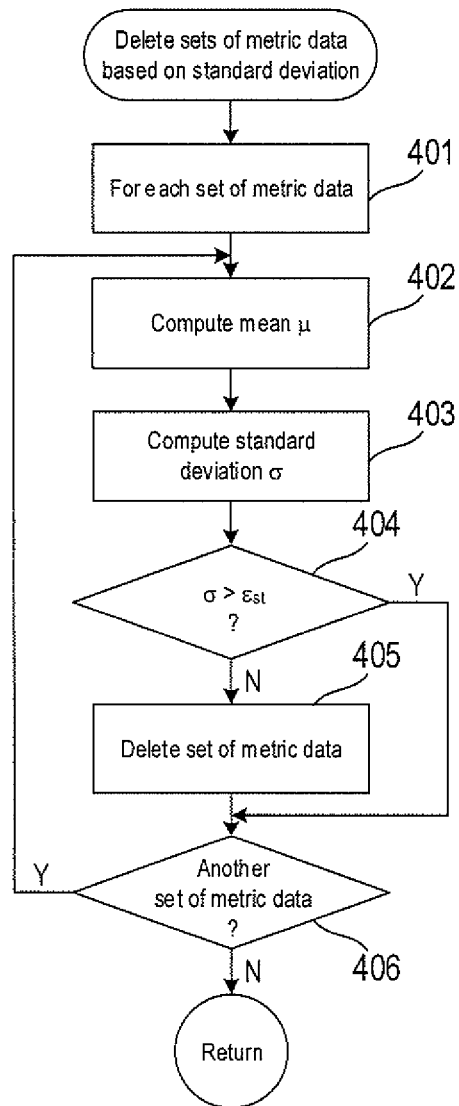 Delete sets of metric data
based on standard deviation
401
For each set of metric data
402
Compute mean μ
403
Compute standard
deviation σ
404
σ > εst
?
Y
N
405
Delete set of metric data
Y
Another
set of metric data
?
406
N
Return